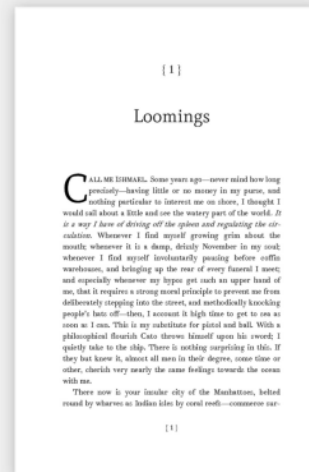 { 1 }
Loomings
CALL ME ISHMAEL. Some years ago—never mind how long
precisely—having little or no money in my purse, and
nothing particular to interest me on shore, I thought I
would sail about a little and see the watery part of the world. It
is a way I have of driving off the spleen and regulating the cir-
culation. Whenever I find myself growing grim about the
mouth; whenever it is a damp, drizzly November in my soul;
whenever I find myself involuntarily pausing before coffin
warehouses, and bringing up the rear of every funeral I meet;
and especially whenever my hypos get such an upper hand of
me, that it requires a strong moral principle to prevent me from
deliberately stepping into the street, and methodically knocking
people's hats off—then, I account it high time to get to sea as
soon as I can. This is my substitute for pistol and ball. With a
philosophical flourish Cato throws himself upon his sword; I
quietly take to the ship. There is nothing surprising in this. If
they but knew it, almost all men in their degree, some time or
other, cherish very nearly the same feelings towards the ocean
with me.
There now is your insular city of the Manhattoes, belted
round by wharves as Indian isles by coral reefs—commerce sur-
{ 1 }